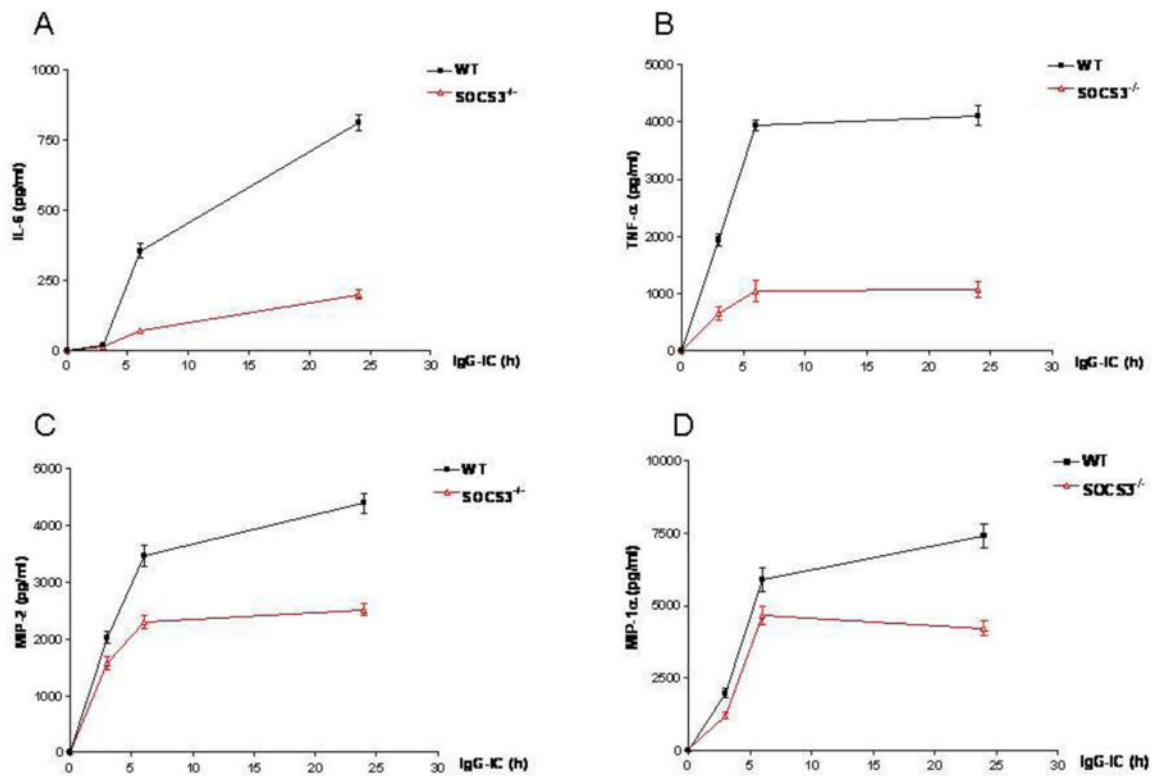 A
WT
SOCS3⁻/⁻
IL-6 (pg/ml)
1000
750
500
250
0
0 5 10 15 20 25 30
IgG-IC (h)
B
WT
SOCS3⁻/⁻
TNF-α (pg/ml)
5000
4000
3000
2000
1000
0
0 5 10 15 20 25 30
IgG-IC (h)
C
WT
SOCS3⁻/⁻
MIP-2 (pg/ml)
5000
4000
3000
2000
1000
0
0 5 10 15 20 25 30
IgG-IC (h)
D
WT
SOCS3⁻/⁻
MIP-1α (pg/ml)
10000
7500
5000
2500
0
0 5 10 15 20 25 30
IgG-IC (h)